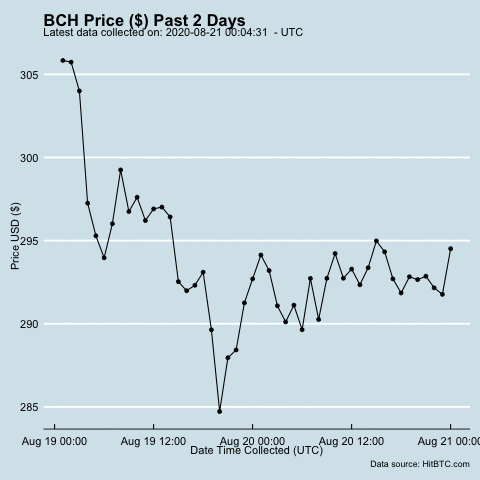 BCH Price ($) Past 2 Days
Latest data collected on: 2020-08-21 00:04:31 - UTC
305
300
295
290
285
Price USD ($)
Aug 19 00:00 Aug 19 12:00 Aug 20 00:00 Aug 20 12:00 Aug 21 00:00
Date Time Collected (UTC)
Data source: HitBTC.com